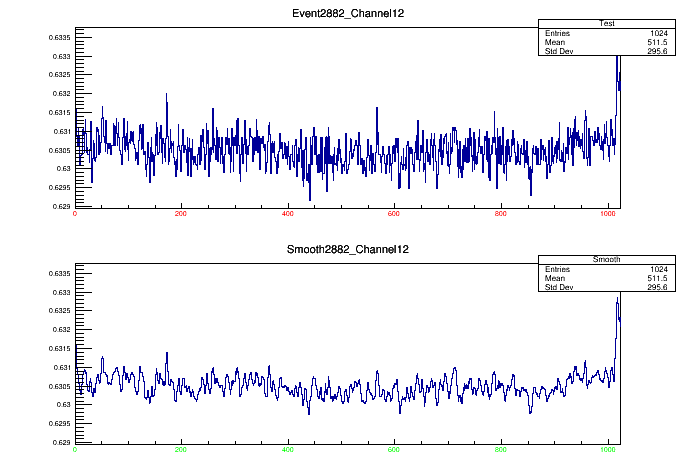 Event2882_Channel12
Test
Entries 1024
Mean 511.5
Std Dev 295.6
0.6335
0.633
0.6325
0.632
0.6315
0.631
0.6305
0.63
0.6295
0.629
0 200 400 600 800 1000
Smooth2882_Channel12
Smooth
Entries 1024
Mean 511.5
Std Dev 295.6
0.6335
0.633
0.6325
0.632
0.6315
0.631
0.6305
0.63
0.6295
0.629
0 200 400 600 800 1000